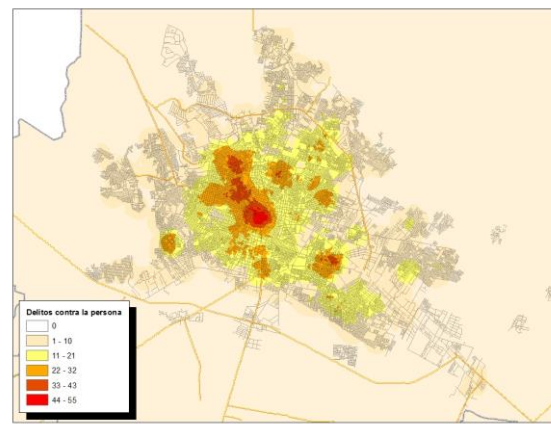 Delitos contra la persona
0
1 - 10
11 - 21
22 - 32
33 - 43
44 - 55